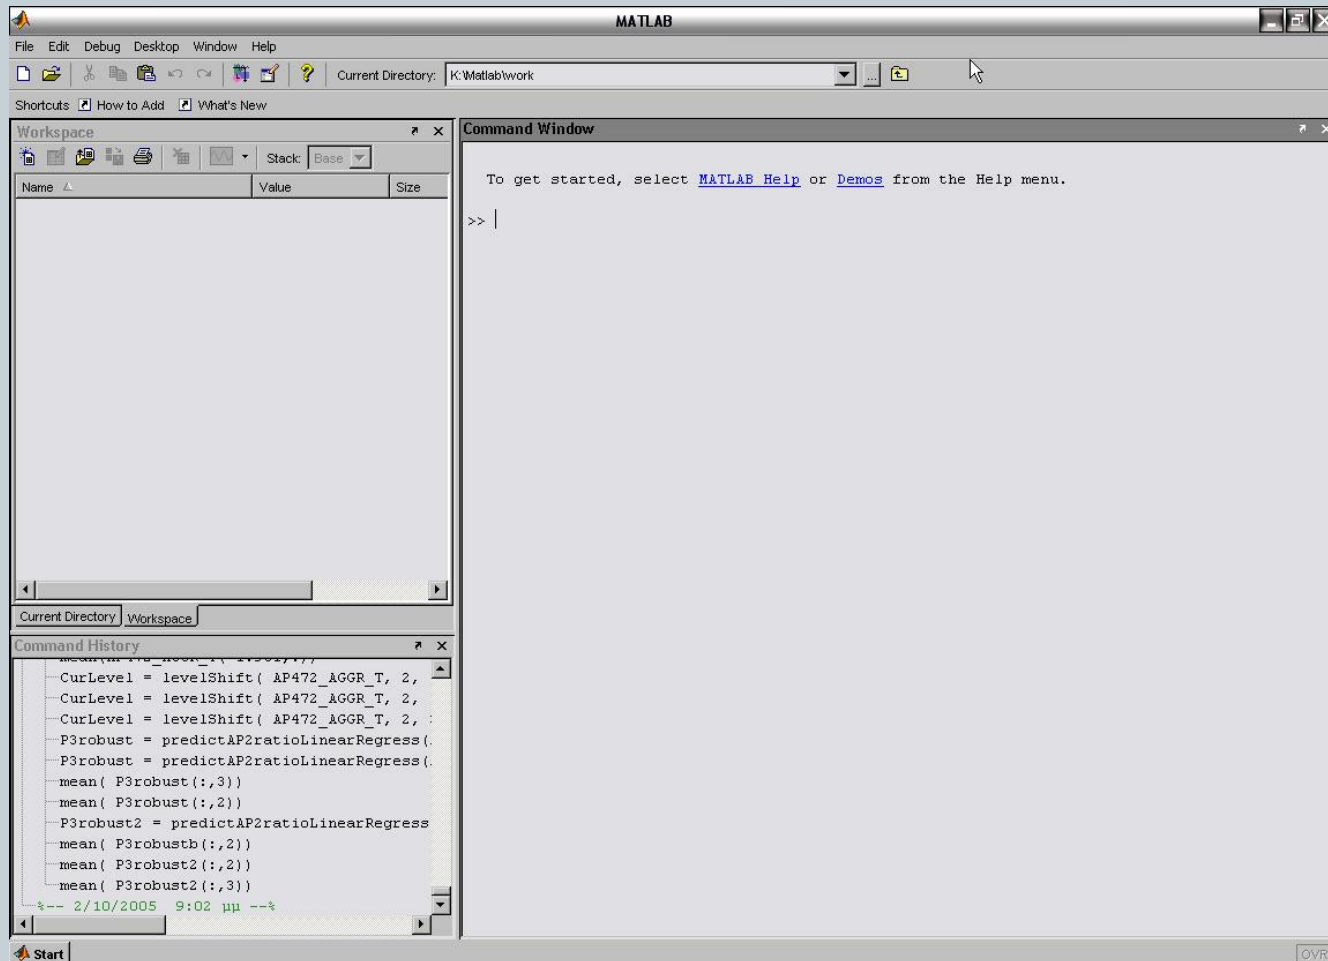 MATLAB
File Edit Debug Desktop Window Help
Current Directory: K:\Matlab\work ...
Shortcuts How to Add What's New
Workspace
Stack: Base
Name Value Size
Command Window
To get started, select MATLAB Help or Demos from the Help menu.
>>
Current Directory Workspace
Command History
CurLevel = levelShift( AP472_AGGR_T, 2,
CurLevel = levelShift( AP472_AGGR_T, 2,
CurLevel = levelShift( AP472_AGGR_T, 2,
P3robust = predictAP2ratioLinearRegress(
P3robust = predictAP2ratioLinearRegress(
mean( P3robust(:,3))
mean( P3robust(:,2))
P3robust2 = predictAP2ratioLinearRegress
mean( P3robustb(:,2))
mean( P3robust2(:,2))
mean( P3robust2(:,3))
%-- 2/10/2005 9:02 μμ --%
Start
OVR